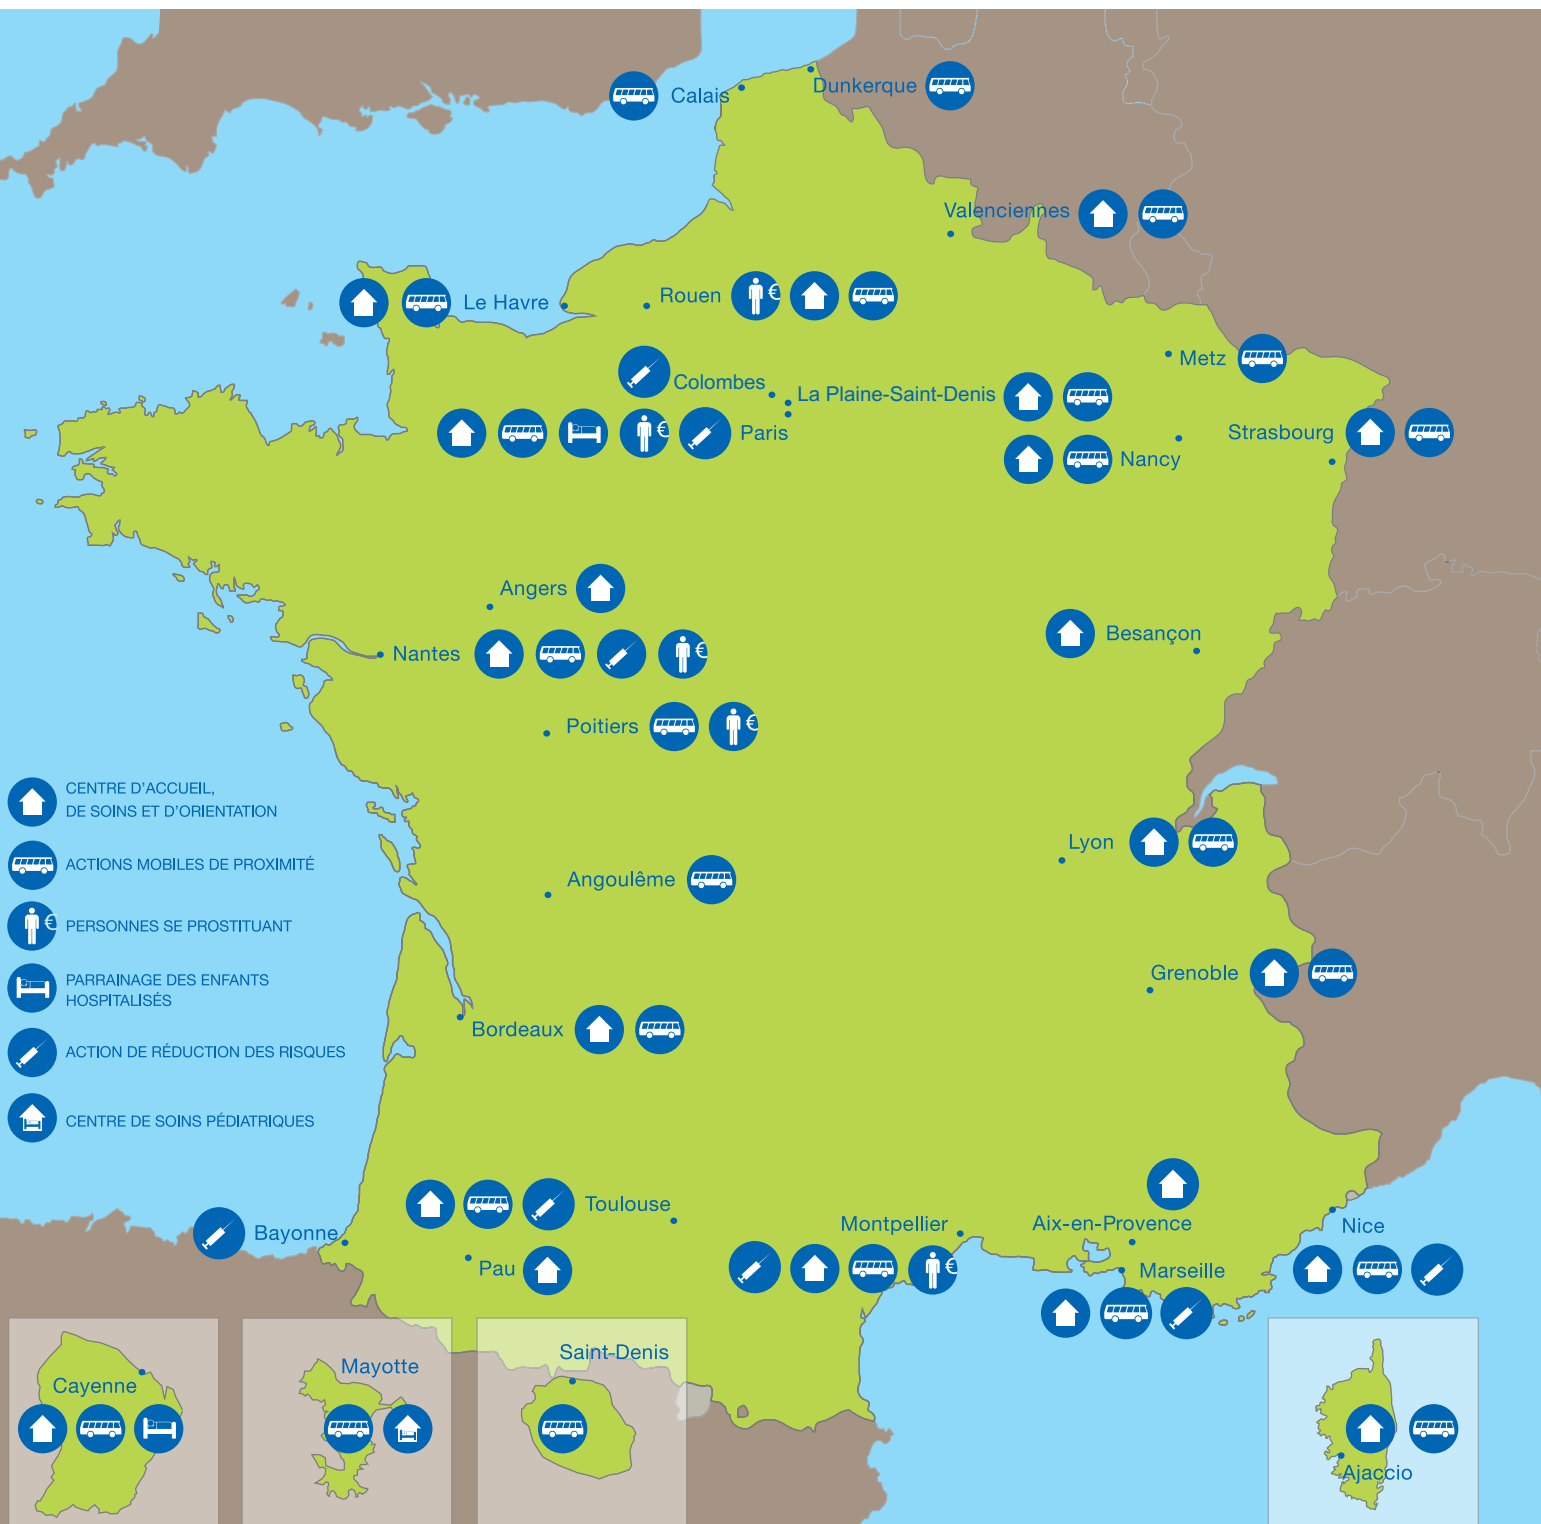 Calais
Dunkerque
Valenciennes
Le Havre
Rouen €
Metz
Colombes
La Plaine-Saint-Denis
Strasbourg
€ Paris
Nancy
Angers
Besançon
Nantes €
Poitiers €
CENTRE D'ACCUEIL,
DE SOINS ET D'ORIENTATION
Lyon
ACTIONS MOBILES DE PROXIMITÉ
Angoulême
€ PERSONNES SE PROSTITUANT
Grenoble
PARRAINAGE DES ENFANTS
HOSPITALISÉS
Bordeaux
ACTION DE RÉDUCTION DES RISQUES
CENTRE DE SOINS PÉDIATRIQUES
Toulouse
Montpellier
Aix-en-Provence
Nice
Bayonne
Pau
€
Marseille
Saint-Denis
Mayotte
Cayenne
Ajaccio